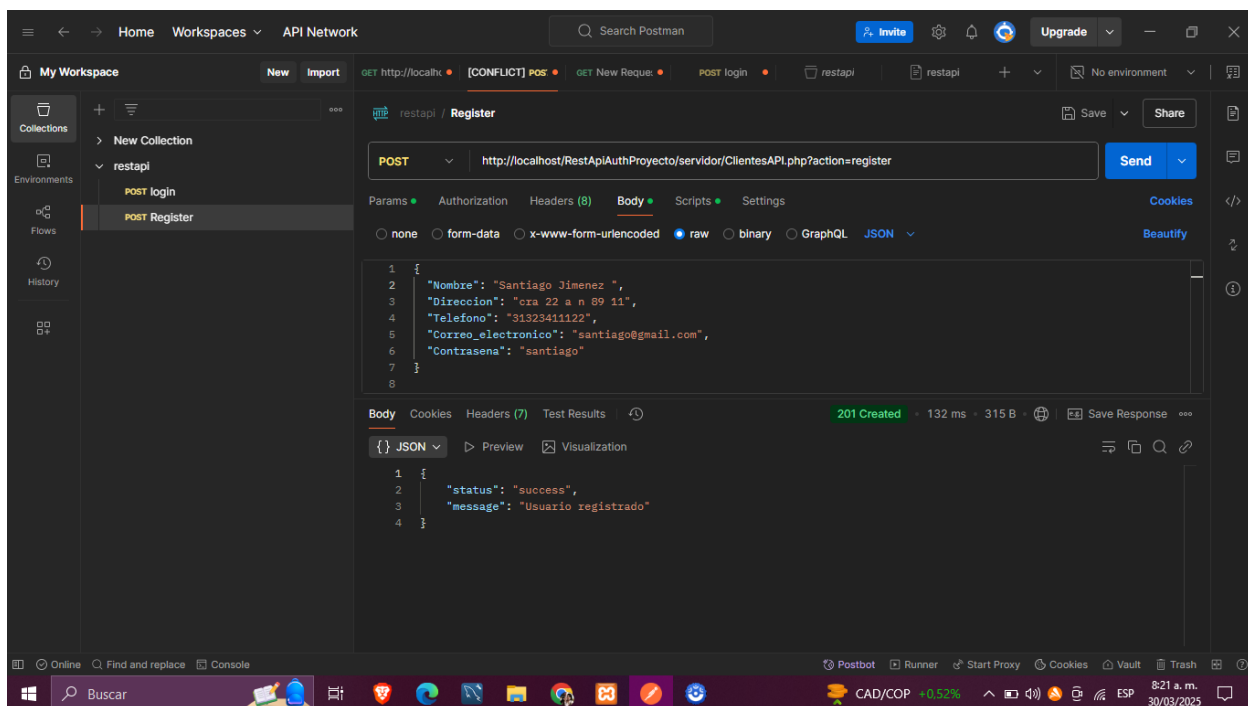 Home Workspaces API Network Search Postman Invite Upgrade
My Workspace New Import GET http://localhc [CONFLICT] POS GET New Reque: POST login restapi restapi No environment
Collections
Environments
Flows
History
New Collection
restapi
POST login
POST Register
HTTP restapi / Register Save Share
POST http://localhost/RestApiAuthProyecto/servidor/ClientesAPI.php?action=register Send
Params Authorization Headers (8) Body Scripts Settings Cookies
none form-data x-www-form-urlencoded raw binary GraphQL JSON Beautify
1 {
2 "Nombre": "Santiago Jimenez ",
3 "Direccion": "cra 22 a n 89 11",
4 "Telefono": "31323411122",
5 "Correo_electronico": "santiago@gmail.com",
6 "Contrasena": "santiago"
7 }
8
Body Cookies Headers (7) Test Results 201 Created 132 ms 315 B e.g. Save Response
{} JSON Preview Visualization
1 {
2 "status": "success",
3 "message": "Usuario registrado"
4 }
Online Find and replace Console Postbot Runner Start Proxy Cookies Vault Trash
Buscar CAD/COP +0,52% ESP 8:21 a. m.
30/03/2025